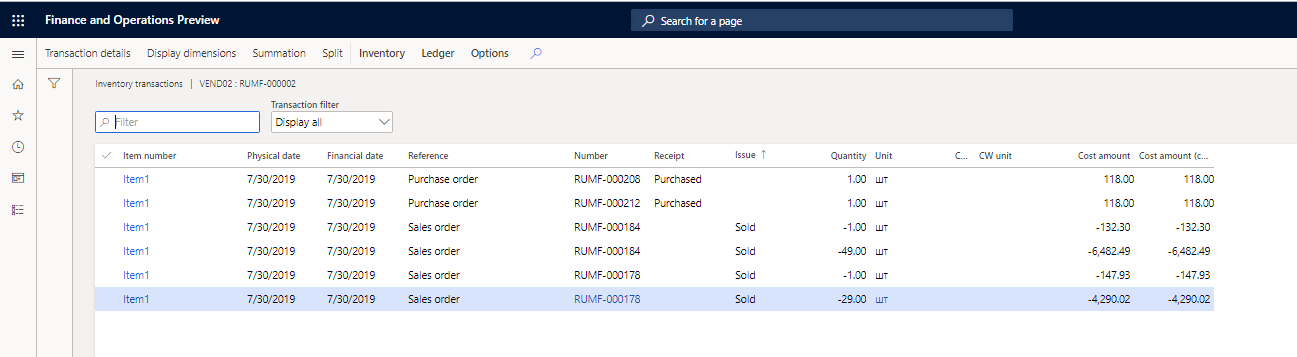 Finance and Operations Preview
Search for a page
Transaction details Display dimensions Summation Split Inventory Ledger Options
Inventory transactions | VEND02 : RUMF-000002
Transaction filter
Filter Display all
Item number Physical date Financial date Reference Number Receipt Issue ↑ Quantity Unit C... CW unit Cost amount Cost amount (c...
Item1 7/30/2019 7/30/2019 Purchase order RUMF-000208 Purchased 1.00 шт 118.00 118.00
Item1 7/30/2019 7/30/2019 Purchase order RUMF-000212 Purchased 1.00 шт 118.00 118.00
Item1 7/30/2019 7/30/2019 Sales order RUMF-000184 Sold -1.00 шт -132.30 -132.30
Item1 7/30/2019 7/30/2019 Sales order RUMF-000184 Sold -49.00 шт -6,482.49 -6,482.49
Item1 7/30/2019 7/30/2019 Sales order RUMF-000178 Sold -1.00 шт -147.93 -147.93
Item1 7/30/2019 7/30/2019 Sales order RUMF-000178 Sold -29.00 шт -4,290.02 -4,290.02